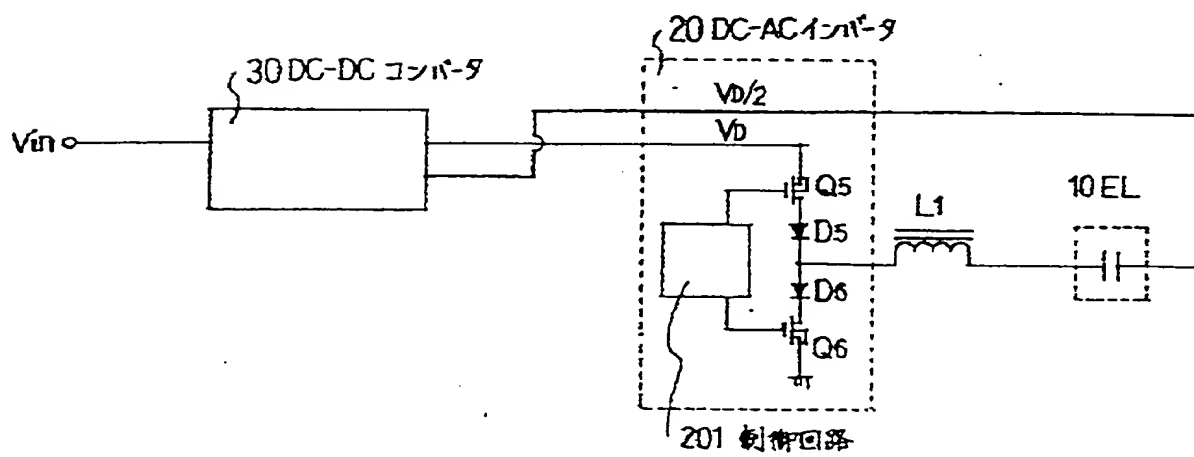 20 DC-ACインバータ
30 DC-DC コンバータ
VD/2
VD
Vin
Q5
D5
L1
10 EL
D6
Q6
201 制御回路